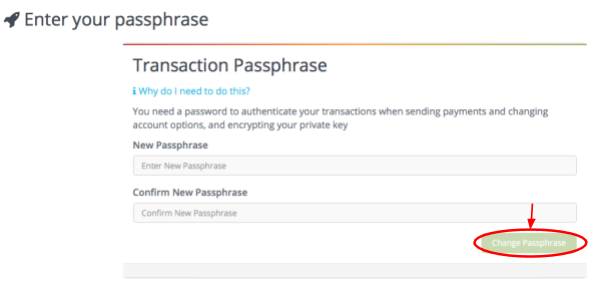 Enter your passphrase
Transaction Passphrase
i Why do I need to do this?
You need a password to authenticate your transactions when sending payments and changing
account options, and encrypting your private key
New Passphrase
Enter New Passphrase
Confirm New Passphrase
Confirm New Passphrase
Change Passphrase